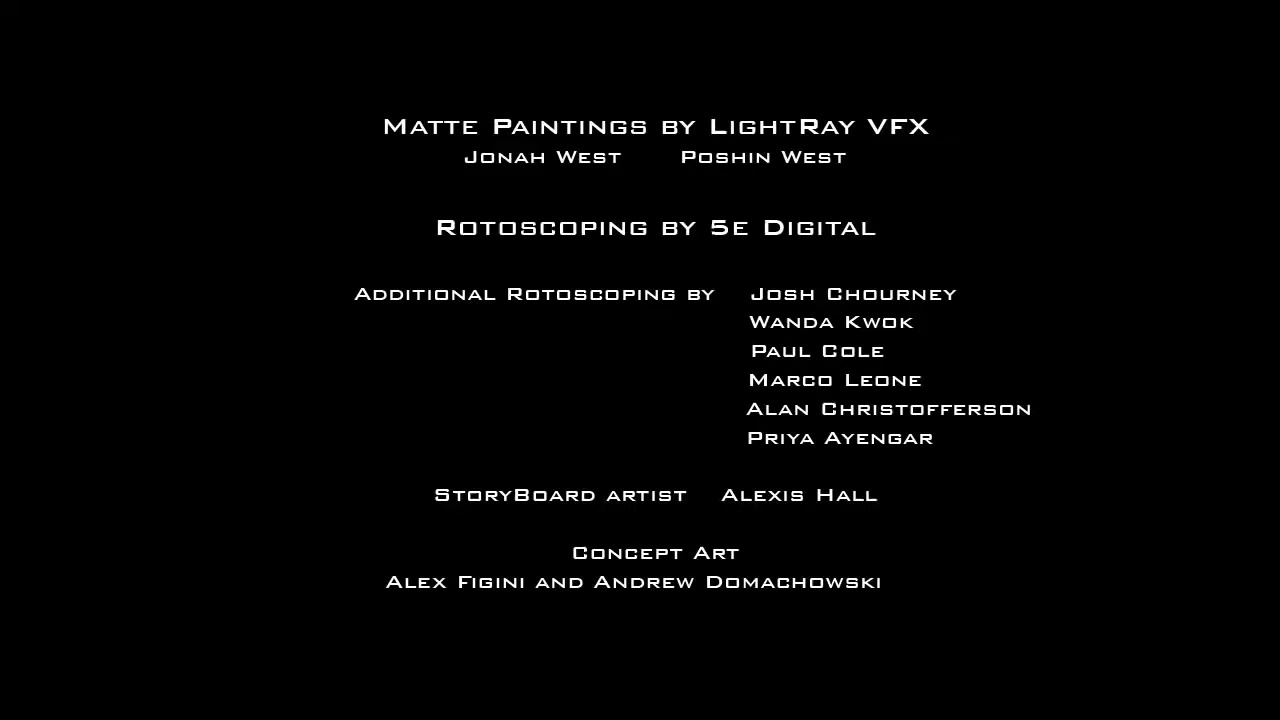 Matte Paintings by LightRay VFX
Jonah West Poshin West
Rotoscoping by 5e Digital
Additional Rotoscoping by Josh Chourney
Wanda Kwok
Paul Cole
Marco Leone
Alan Christofferson
Priya Ayengar
StoryBoard artist Alexis Hall
Concept Art
Alex Figini and Andrew Domachowski